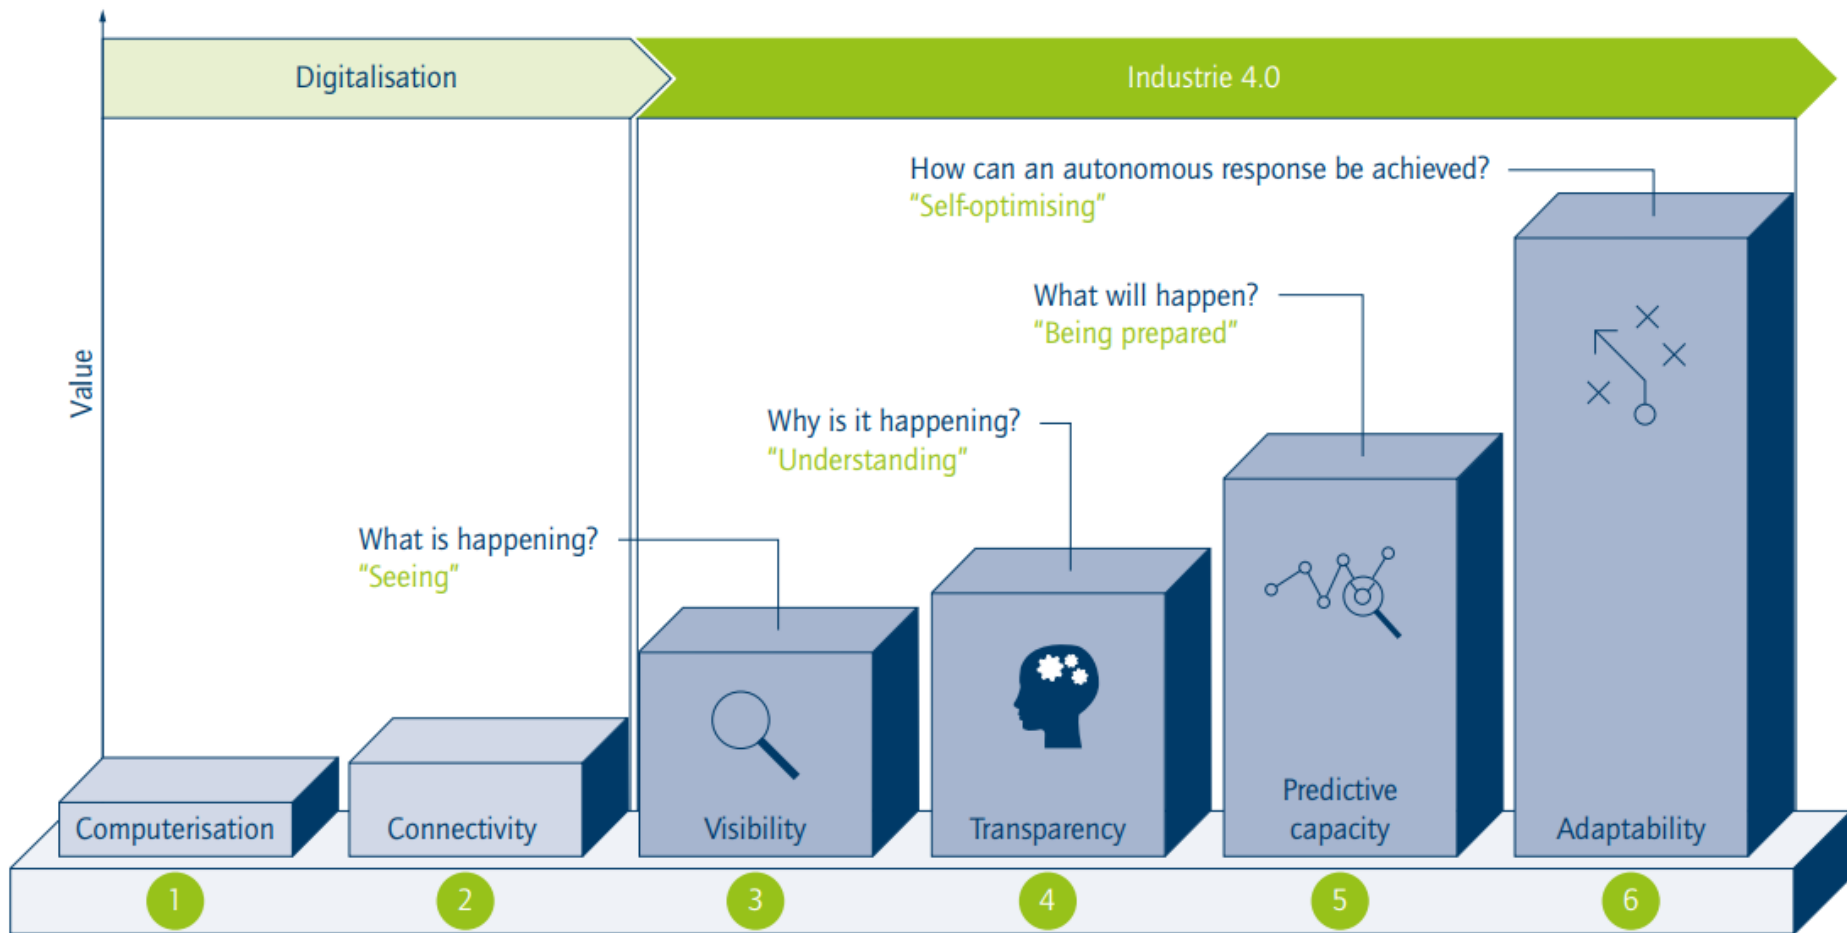 Digitalisation
Industrie 4.0
Value
How can an autonomous response be achieved?
"Self-optimising"
What will happen?
"Being prepared"
Why is it happening?
"Understanding"
What is happening?
"Seeing"
Computerisation
Connectivity
Visibility
Transparency
Predictive
capacity
Adaptability
1
2
3
4
5
6